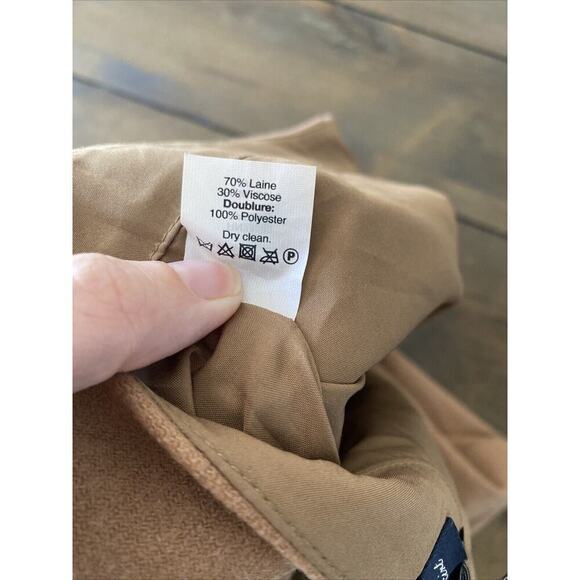 70% Laine
30% Viscose
Doublure:
100% Polyester
Dry clean.
P